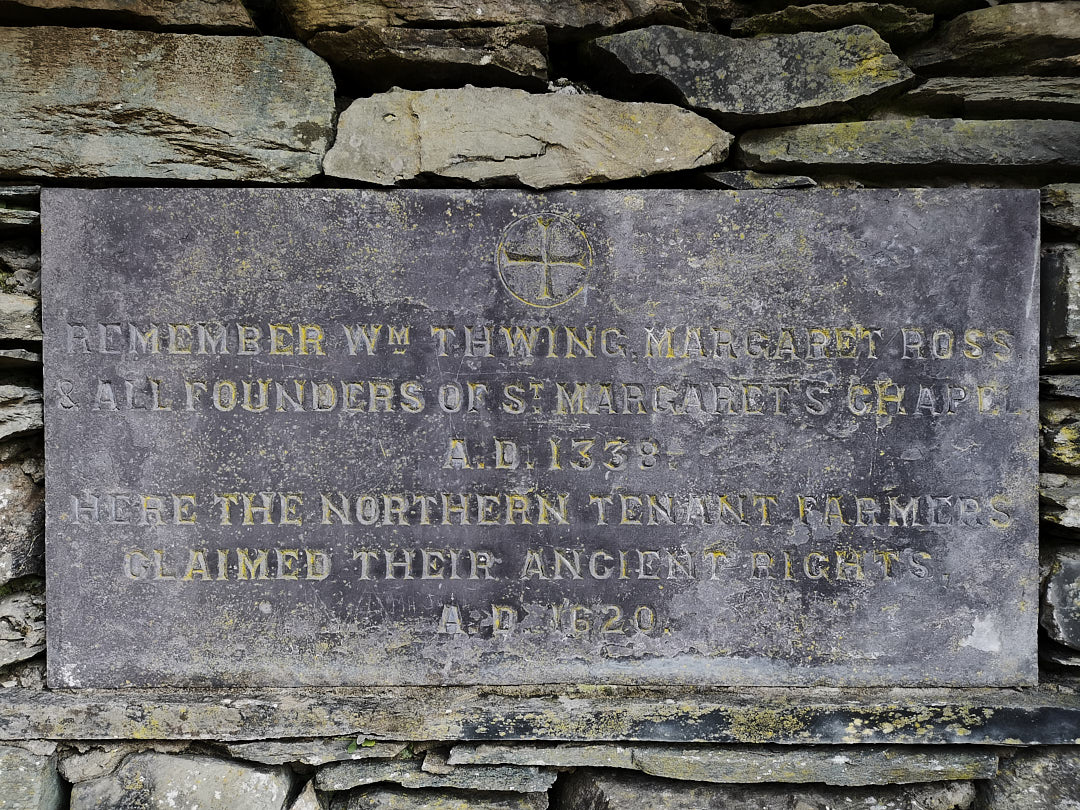 REMEMBER WM THWING. MARGARET ROSS
& ALL FOUNDERS OF ST. MARGARET'S CHAPEL.
A.D. 1338.
HERE THE NORTHERN TENANT FARMERS
CLAIMED THEIR ANCIENT RIGHTS.
A.D. 1620.